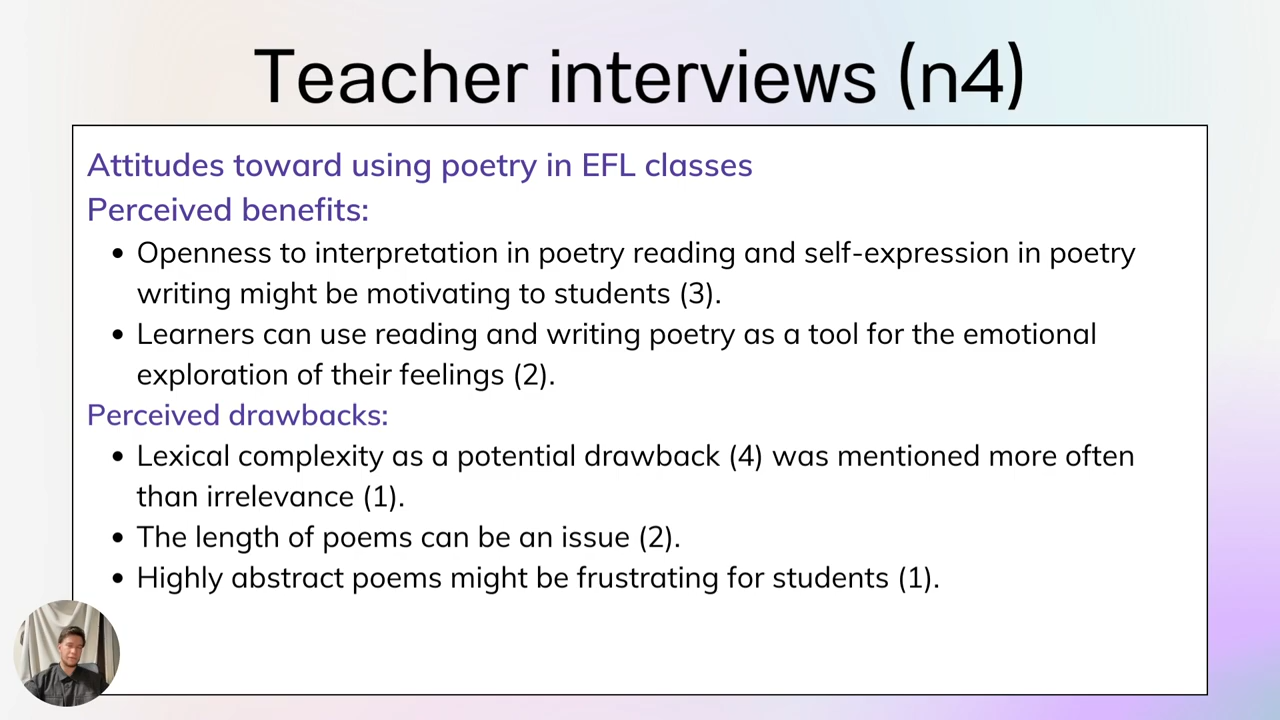 Teacher interviews (n4)
Attitudes toward using poetry in EFL classes
Perceived benefits:
• Openness to interpretation in poetry reading and self-expression in poetry
writing might be motivating to students (3).
• Learners can use reading and writing poetry as a tool for the emotional
exploration of their feelings (2).
Perceived drawbacks:
• Lexical complexity as a potential drawback (4) was mentioned more often
than irrelevance (1).
• The length of poems can be an issue (2).
• Highly abstract poems might be frustrating for students (1).